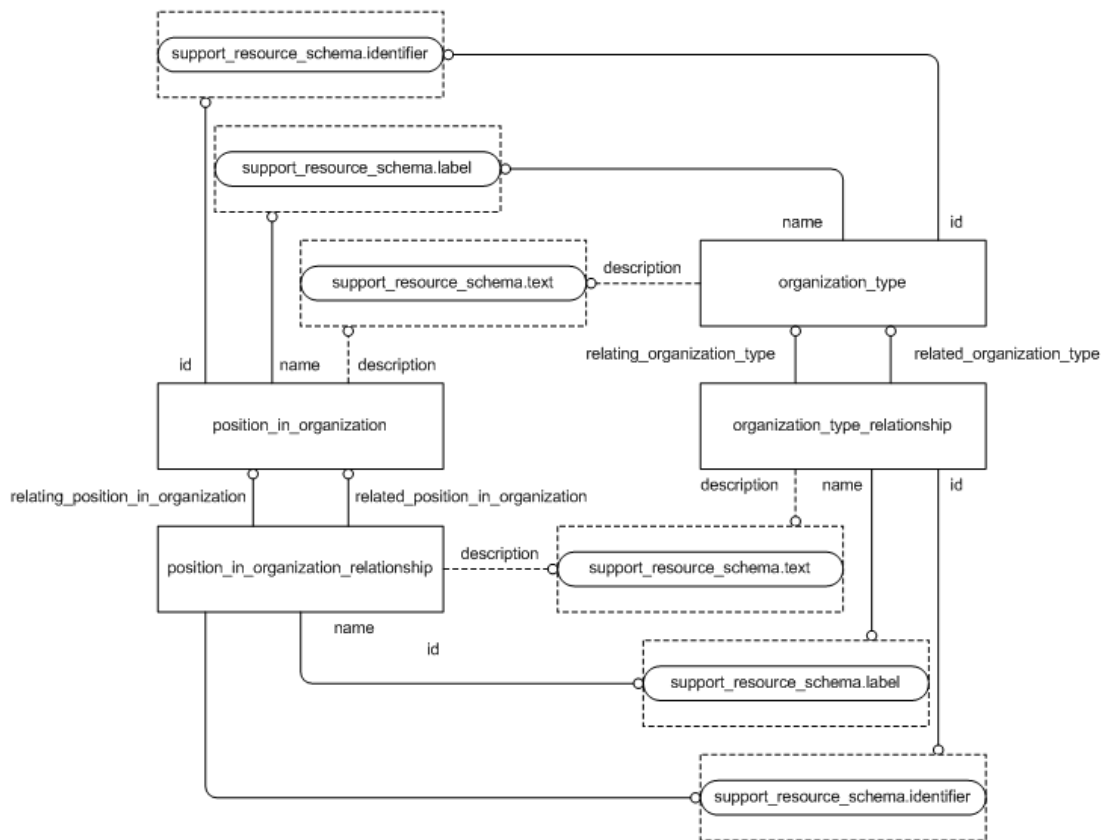 support_resource_schema.identifier
support_resource_schema.label
name
id
description
support_resource_schema.text
organization_type
relating_organization_type
related_organization_type
id
name
description
position_in_organization
organization_type_relationship
description
name
id
relating_position_in_organization
related_position_in_organization
description
position_in_organization_relationship
support_resource_schema.text
name
id
support_resource_schema.label
support_resource_schema.identifier